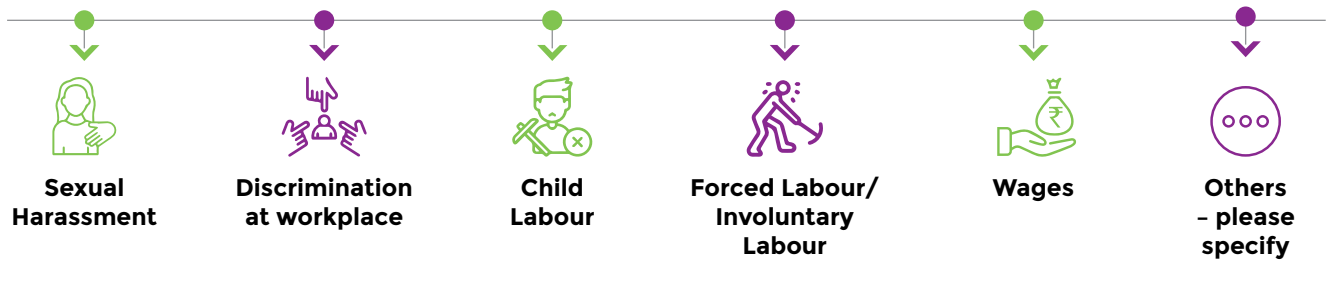 Sexual
Harassment
Discrimination
at workplace
Child
Labour
Forced Labour/
Involuntary
Labour
₹
Wages
Others
– please
specify